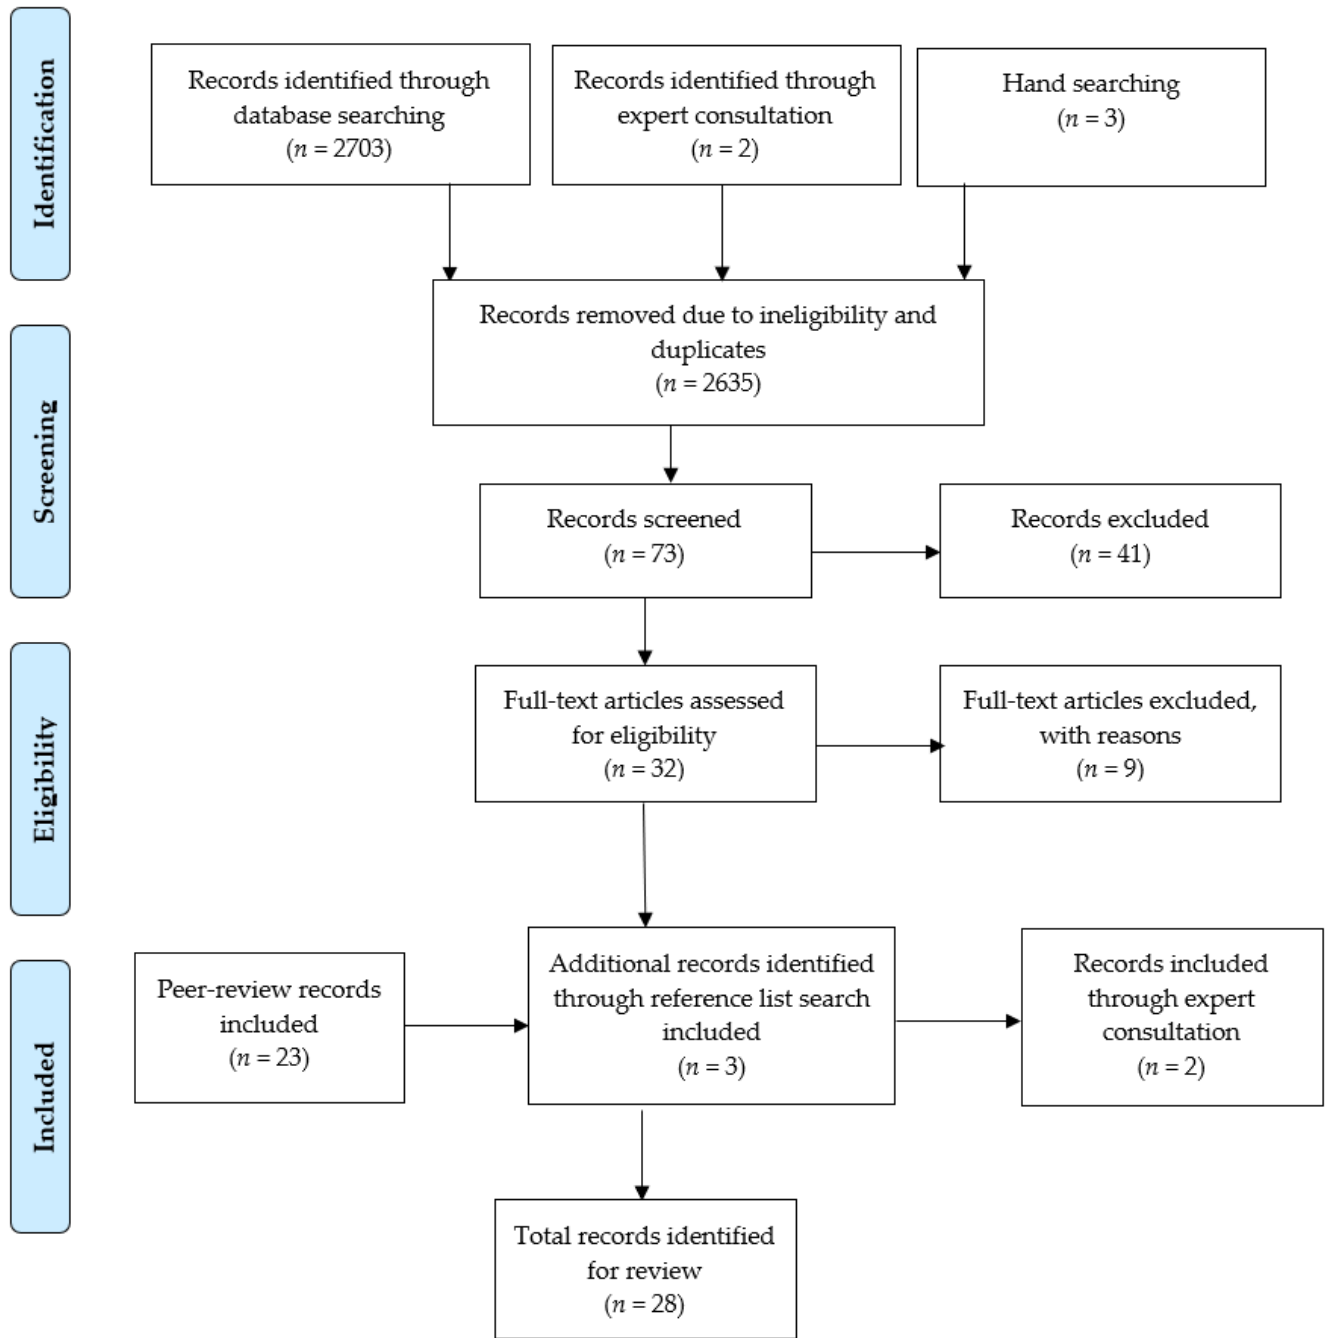 Identification
Records identified through
database searching
(n = 2703)
Records identified through
expert consultation
(n = 2)
Hand searching
(n = 3)
Records removed due to ineligibility and
duplicates
(n = 2635)
Screening
Records screened
(n = 73)
Records excluded
(n = 41)
Eligibility
Full-text articles assessed
for eligibility
(n = 32)
Full-text articles excluded,
with reasons
(n = 9)
Included
Peer-review records
included
(n = 23)
Additional records identified
through reference list search
included
(n = 3)
Records included
through expert
consultation
(n = 2)
Total records identified
for review
(n = 28)